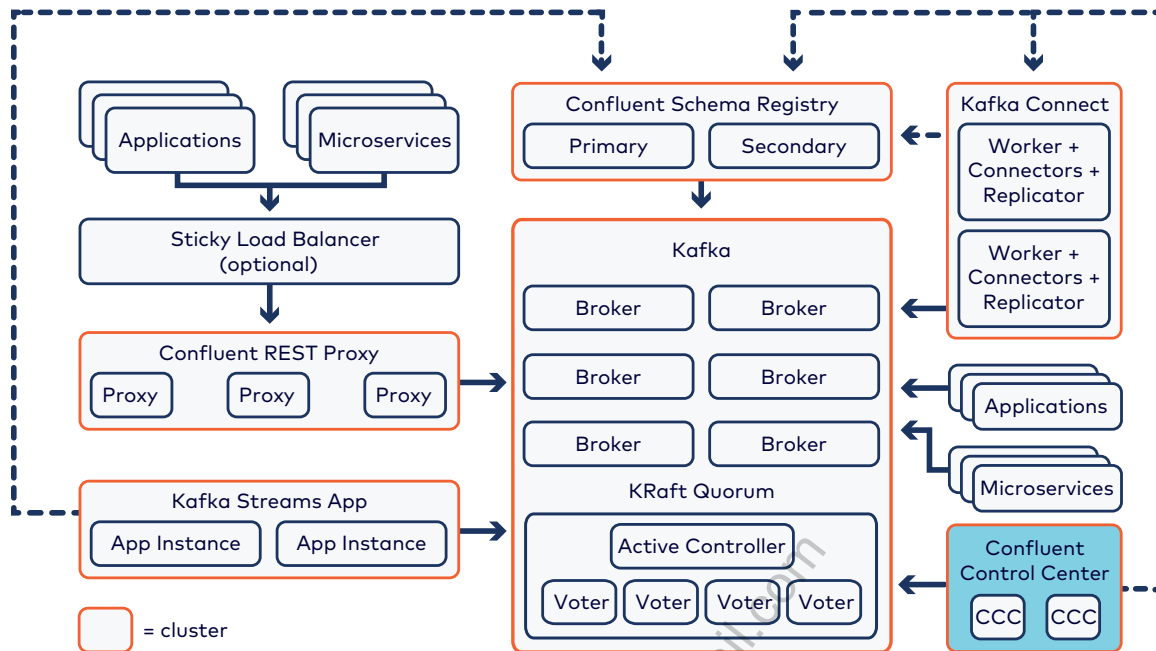 Applications
Microservices
Sticky Load Balancer
(optional)
Confluent REST Proxy
Proxy
Proxy
Proxy
Kafka Streams App
App Instance
App Instance
= cluster
Confluent Schema Registry
Primary
Secondary
Kafka
Broker
Broker
Broker
Broker
Broker
Broker
KRaft Quorum
Active Controller
Voter
Voter
Voter
Voter
Kafka Connect
Worker +
Connectors +
Replicator
Worker +
Connectors +
Replicator
Applications
Microservices
Confluent
Control Center
CCC
CCC